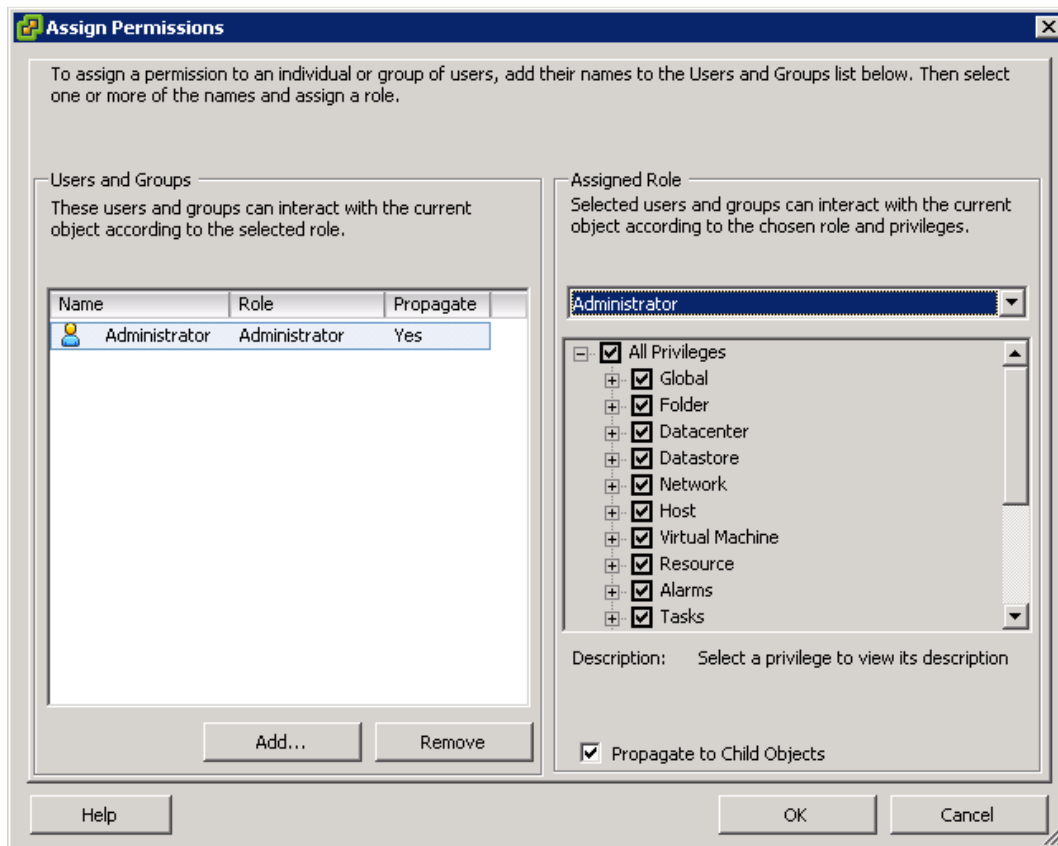 Assign Permissions
To assign a permission to an individual or group of users, add their names to the Users and Groups list below. Then select
one or more of the names and assign a role.
Users and Groups
These users and groups can interact with the current
object according to the selected role.
Name Role Propagate
Administrator Administrator Yes
Add...
Remove
Assigned Role
Selected users and groups can interact with the current
object according to the chosen role and privileges.
Administrator
All Privileges
Global
Folder
Datacenter
Datastore
Network
Host
Virtual Machine
Resource
Alarms
Tasks
Description: Select a privilege to view its description
Propagate to Child Objects
Help
OK
Cancel